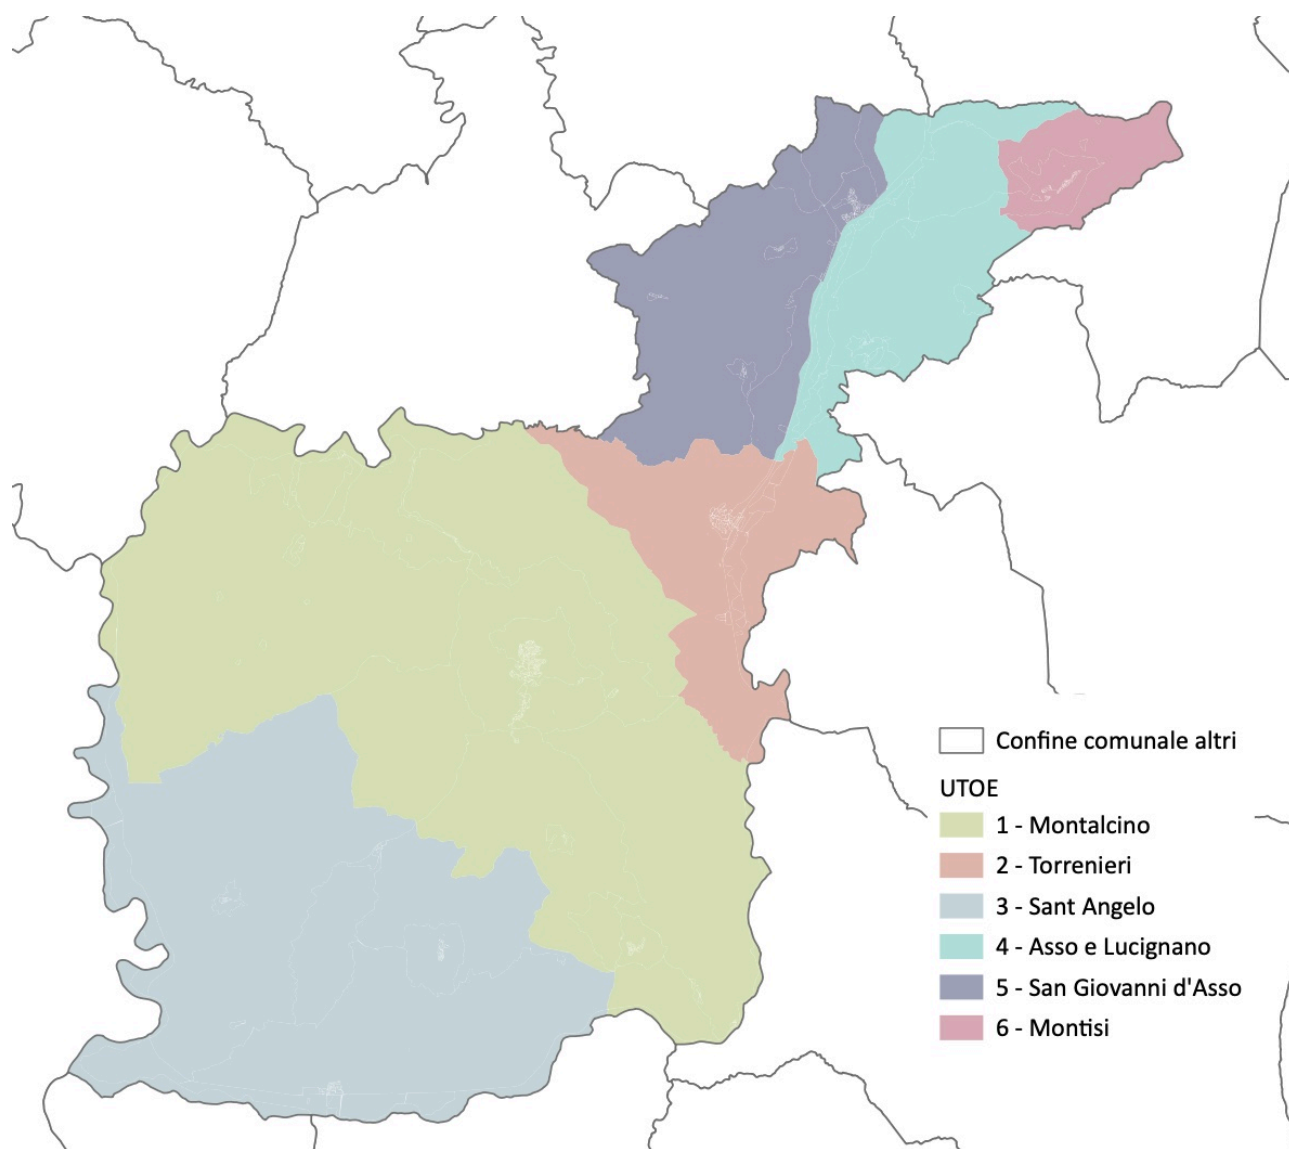 Confine comunale altri
UTOE
1 - Montalcino
2 - Torrenieri
3 - Sant Angelo
4 - Asso e Lucignano
5 - San Giovanni d'Asso
6 - Montisi